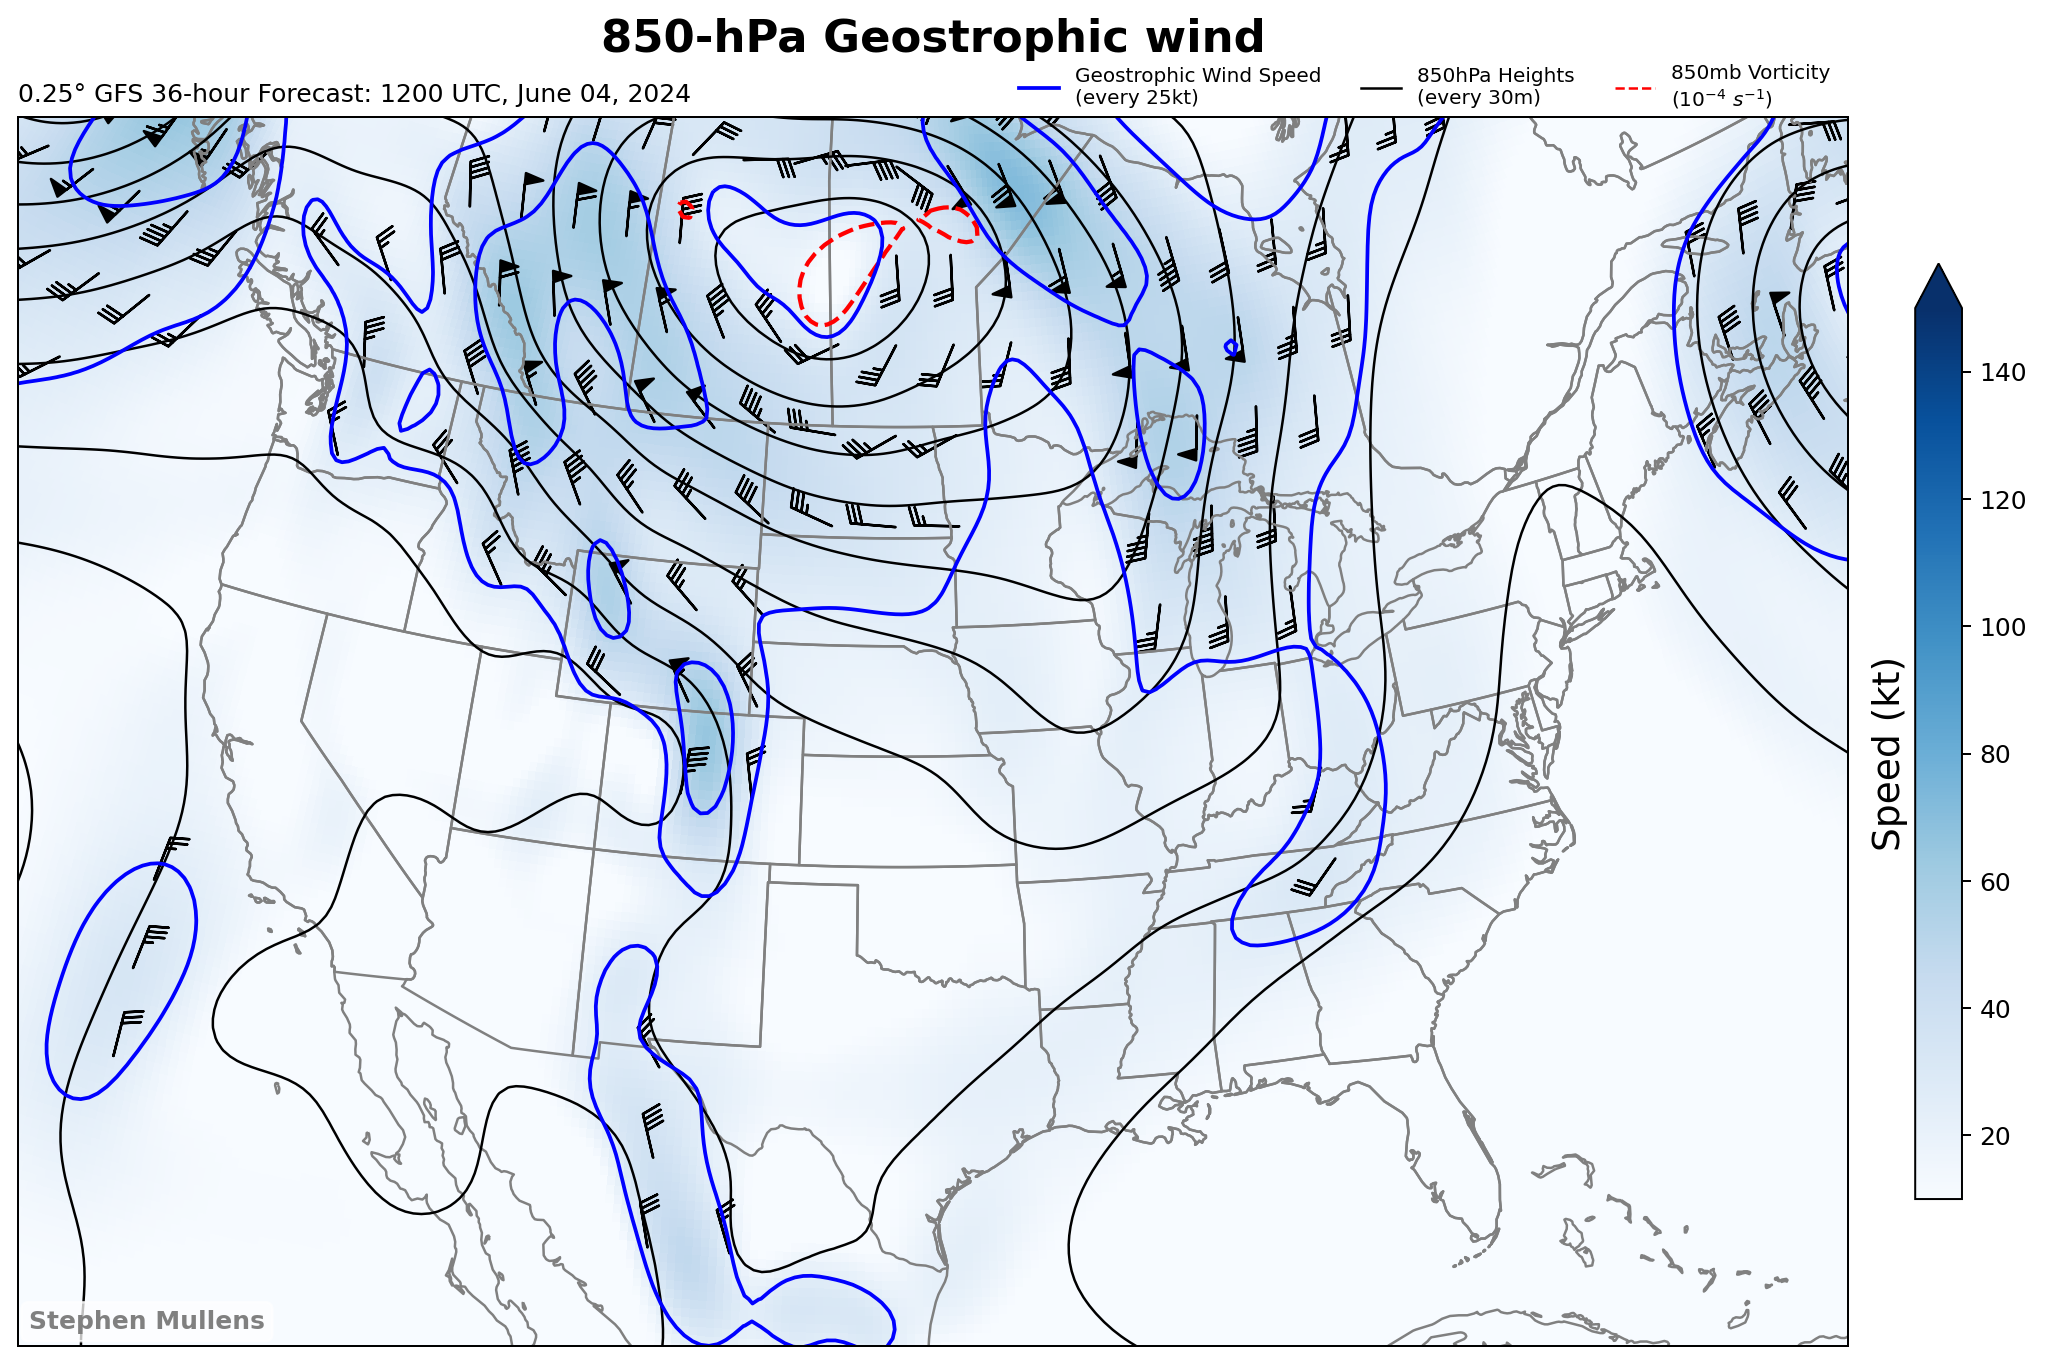 850-hPa Geostrophic wind
0.25° GFS 36-hour Forecast: 1200 UTC, June 04, 2024
Geostrophic Wind Speed
(every 25kt)
850hPa Heights
(every 30m)
850mb Vorticity
(10⁻⁴ s⁻¹)
140
120
100
80
60
40
20
Speed (kt)
Stephen Mullens